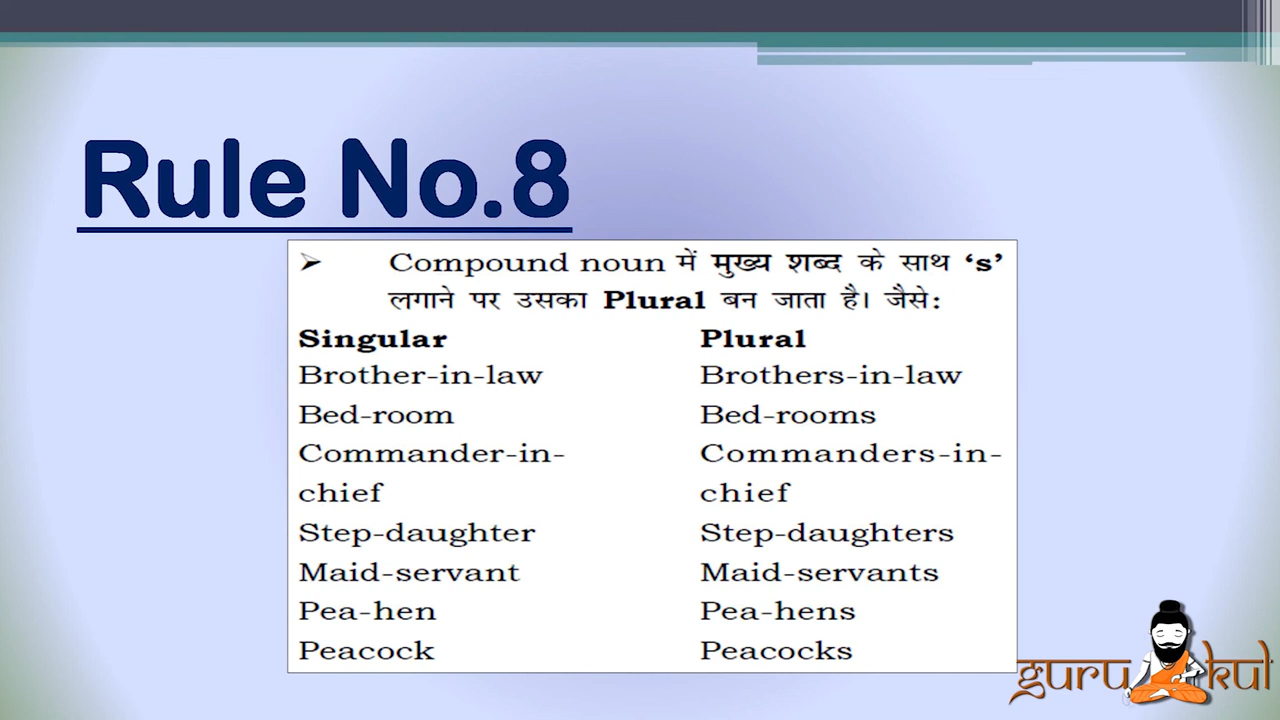 Rule No.8
➤ Compound noun में मुख्य शब्द के साथ ‘s’
लगाने पर उसका Plural बन जाता है। जैसे:
Singular Plural
Brother-in-law Brothers-in-law
Bed-room Bed-rooms
Commander-in- Commanders-in-
chief chief
Step-daughter Step-daughters
Maid-servant Maid-servants
Pea-hen Pea-hens
Peacock Peacocks
gurukul